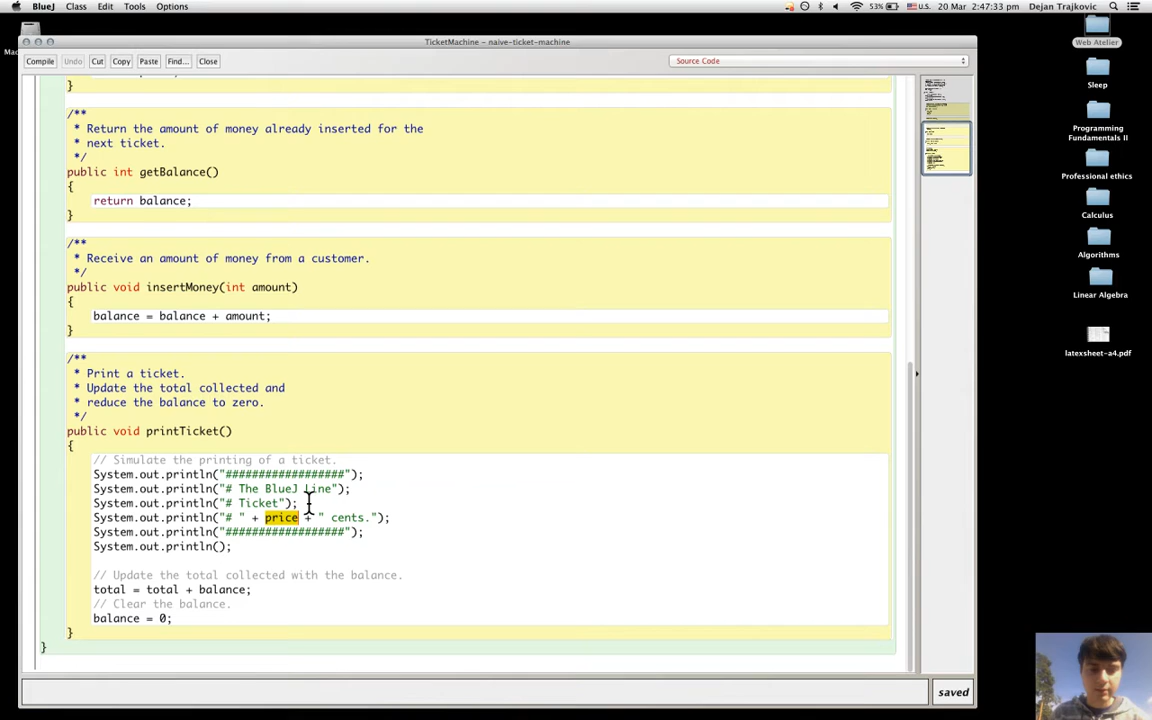 BlueJ Class Edit Tools Options
53% U.S. 20 Mar 2:47:33 pm Dejan Trajkovic
TicketMachine – naive-ticket-machine
Compile Undo Cut Copy Paste Find... Close Source Code
}
/**
* Return the amount of money already inserted for the
* next ticket.
*/
public int getBalance()
{
return balance;
}
/**
* Receive an amount of money from a customer.
*/
public void insertMoney(int amount)
{
balance = balance + amount;
}
/**
* Print a ticket.
* Update the total collected and
* reduce the balance to zero.
*/
public void printTicket()
{
// Simulate the printing of a ticket.
System.out.println("##################");
System.out.println("# The BlueJ Line");
System.out.println("# Ticket");
System.out.println("# " + price + " cents.");
System.out.println("##################");
System.out.println();
// Update the total collected with the balance.
total = total + balance;
// Clear the balance.
balance = 0;
}
}
saved
Web Atelier
Sleep
Programming
Fundamentals II
Professional ethics
Calculus
Algorithms
Linear Algebra
latexsheet-a4.pdf